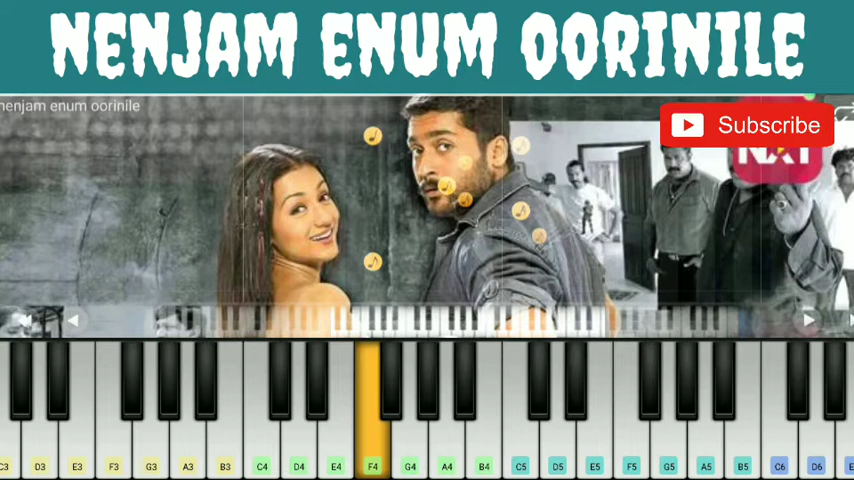 NENJAM ENUM OORINILE
nenjam enum oorinile
Subscribe
NXT
C3 D3 E3 F3 G3 A3 B3 C4 D4 E4 F4 G4 A4 B4 C5 D5 E5 F5 G5 A5 B5 C6 D6 E